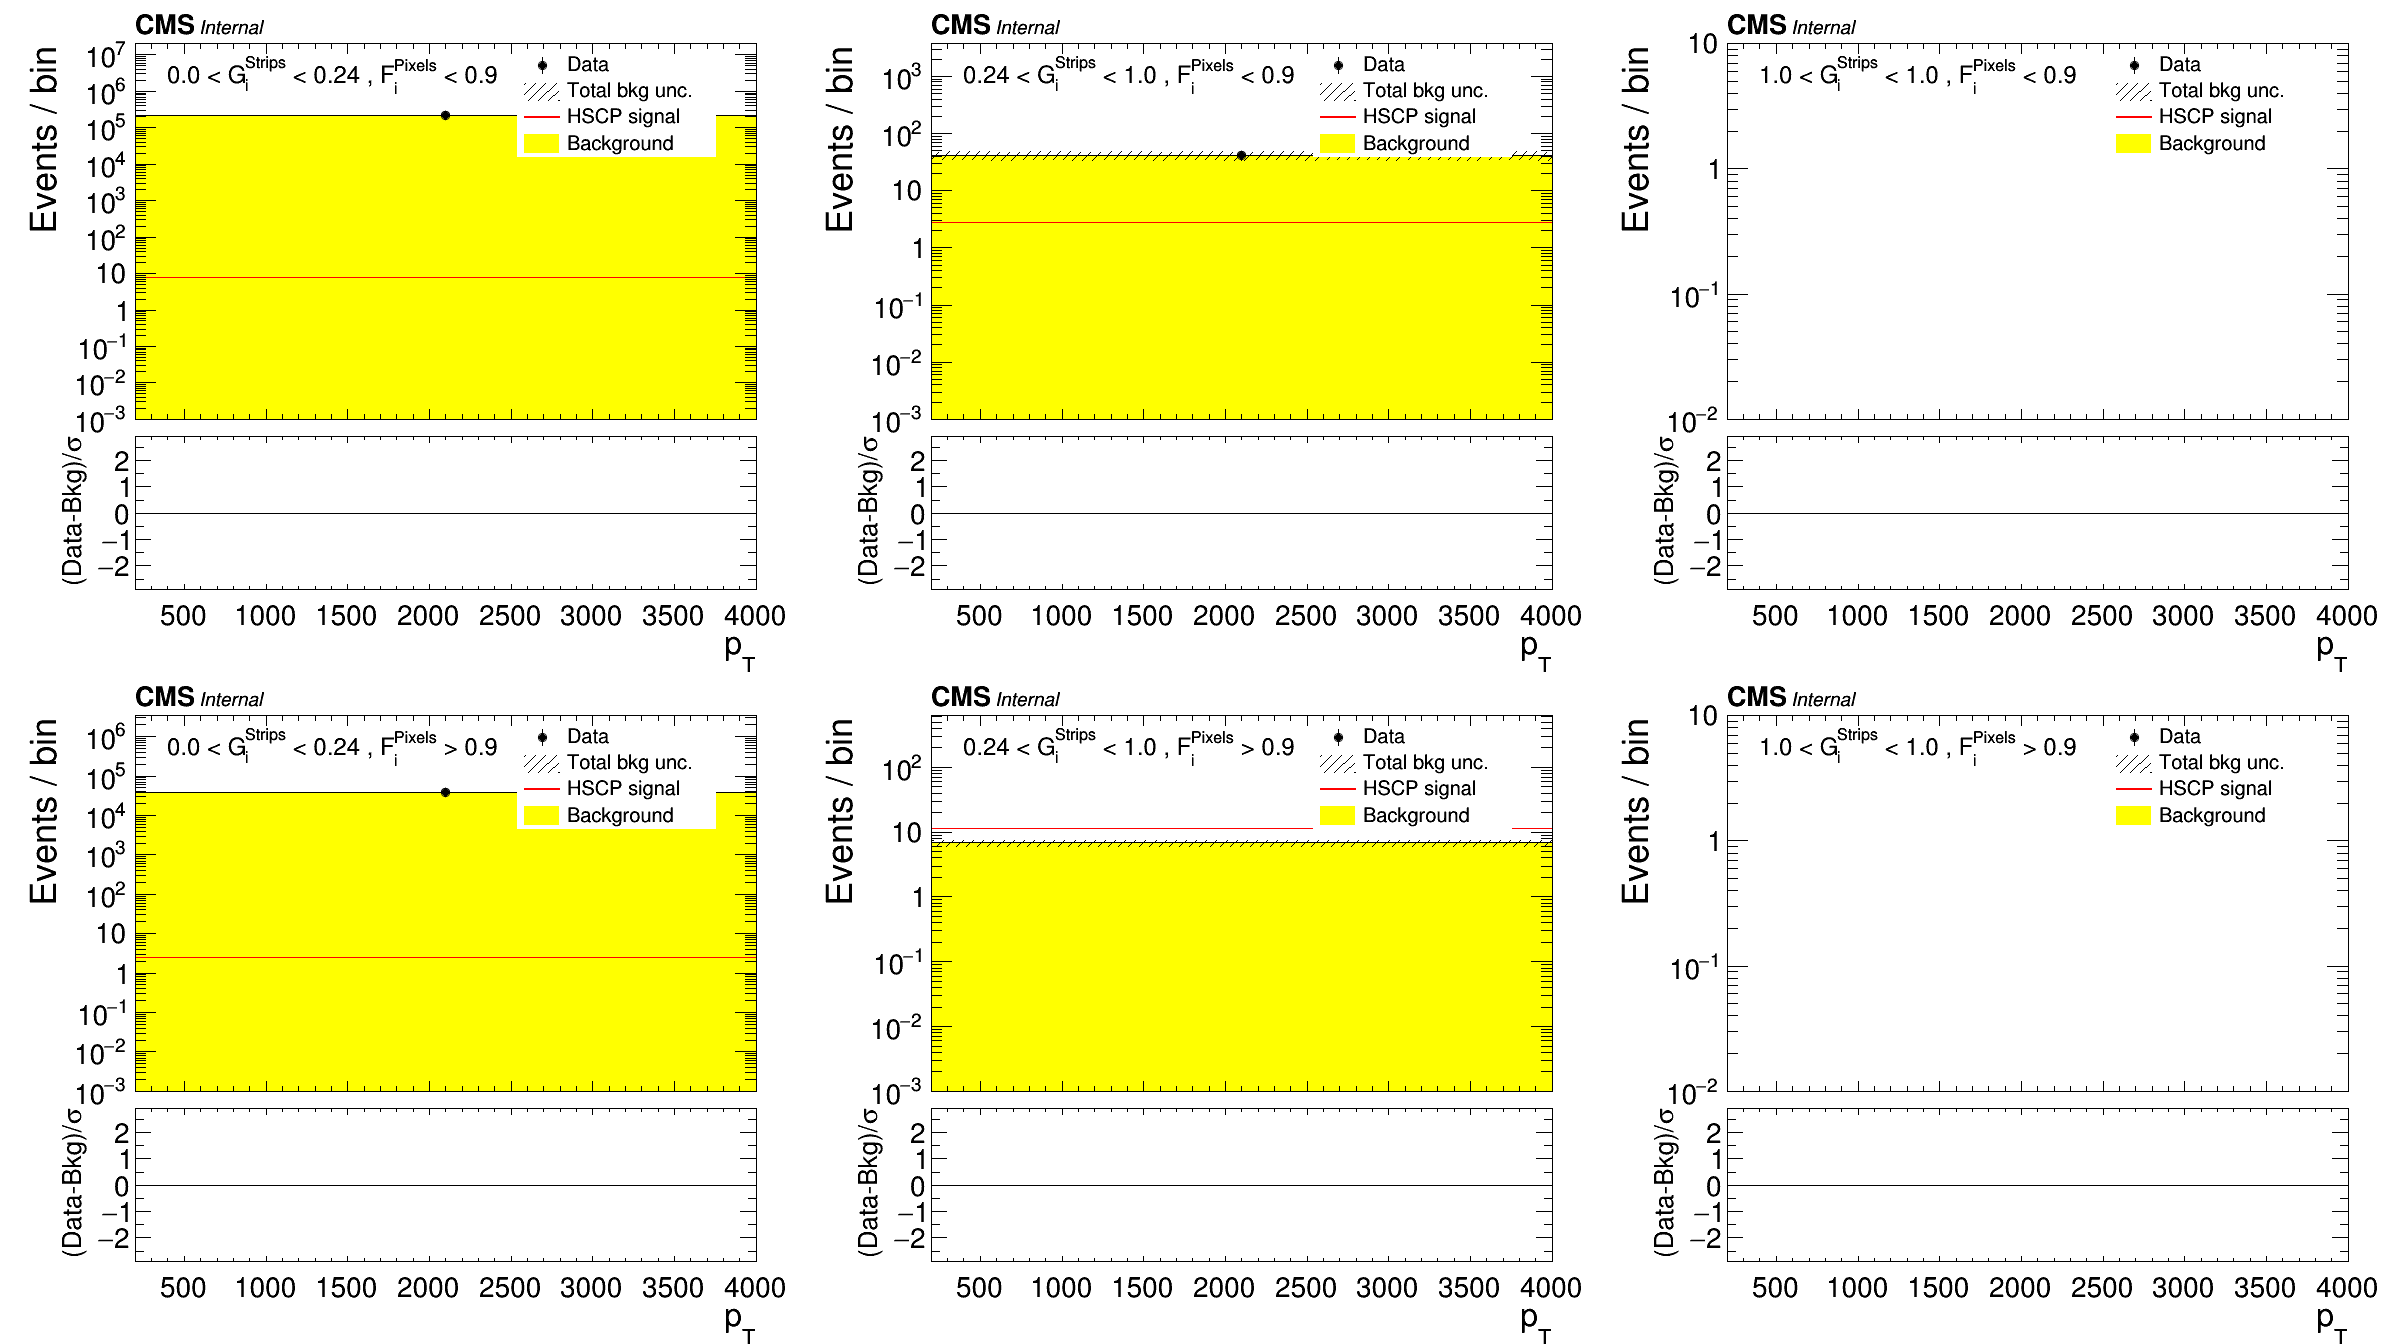 CMS Internal
Events / bin
0.0 < G_i^Strips < 0.24 , F_i^Pixels < 0.9
Data
Total bkg unc.
HSCP signal
Background
10^7
10^6
10^5
10^4
10^3
10^2
10
1
10^−1
10^−2
10^−3
(Data-Bkg)/σ
2
1
0
−1
−2
500 1000 1500 2000 2500 3000 3500 4000
p_T
CMS Internal
Events / bin
0.24 < G_i^Strips < 1.0 , F_i^Pixels < 0.9
Data
Total bkg unc.
HSCP signal
Background
10^3
10^2
10
1
10^−1
10^−2
10^−3
(Data-Bkg)/σ
2
1
0
−1
−2
500 1000 1500 2000 2500 3000 3500 4000
p_T
CMS Internal
Events / bin
1.0 < G_i^Strips < 1.0 , F_i^Pixels < 0.9
Data
Total bkg unc.
HSCP signal
Background
10
1
10^−1
10^−2
(Data-Bkg)/σ
2
1
0
−1
−2
500 1000 1500 2000 2500 3000 3500 4000
p_T
CMS Internal
Events / bin
0.0 < G_i^Strips < 0.24 , F_i^Pixels > 0.9
Data
Total bkg unc.
HSCP signal
Background
10^6
10^5
10^4
10^3
10^2
10
1
10^−1
10^−2
10^−3
(Data-Bkg)/σ
2
1
0
−1
−2
500 1000 1500 2000 2500 3000 3500 4000
p_T
CMS Internal
Events / bin
0.24 < G_i^Strips < 1.0 , F_i^Pixels > 0.9
Data
Total bkg unc.
HSCP signal
Background
10^2
10
1
10^−1
10^−2
10^−3
(Data-Bkg)/σ
2
1
0
−1
−2
500 1000 1500 2000 2500 3000 3500 4000
p_T
CMS Internal
Events / bin
1.0 < G_i^Strips < 1.0 , F_i^Pixels > 0.9
Data
Total bkg unc.
HSCP signal
Background
10
1
10^−1
10^−2
(Data-Bkg)/σ
2
1
0
−1
−2
500 1000 1500 2000 2500 3000 3500 4000
p_T